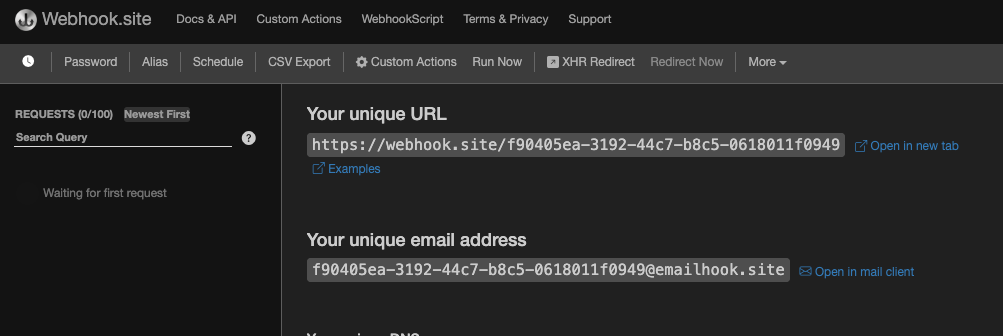 Webhook.site Docs & API Custom Actions WebhookScript Terms & Privacy Support
Password Alias Schedule CSV Export Custom Actions Run Now XHR Redirect Redirect Now More
REQUESTS (0/100) Newest First
Search Query ?
Waiting for first request
Your unique URL
https://webhook.site/f90405ea-3192-44c7-b8c5-0618011f0949 Open in new tab
Examples
Your unique email address
f90405ea-3192-44c7-b8c5-0618011f0949@emailhook.site Open in mail client